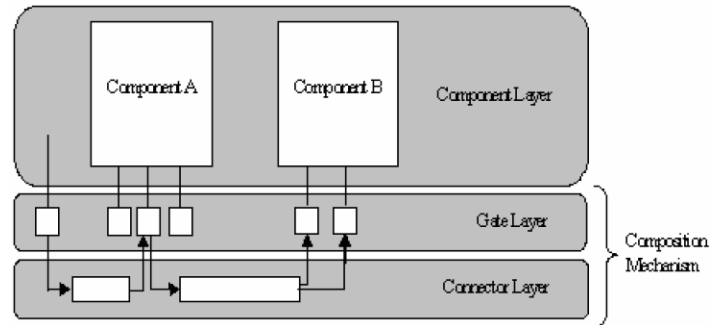 Component A
Component B
Component Layer
Gate Layer
Composition
Mechanism
Connector Layer